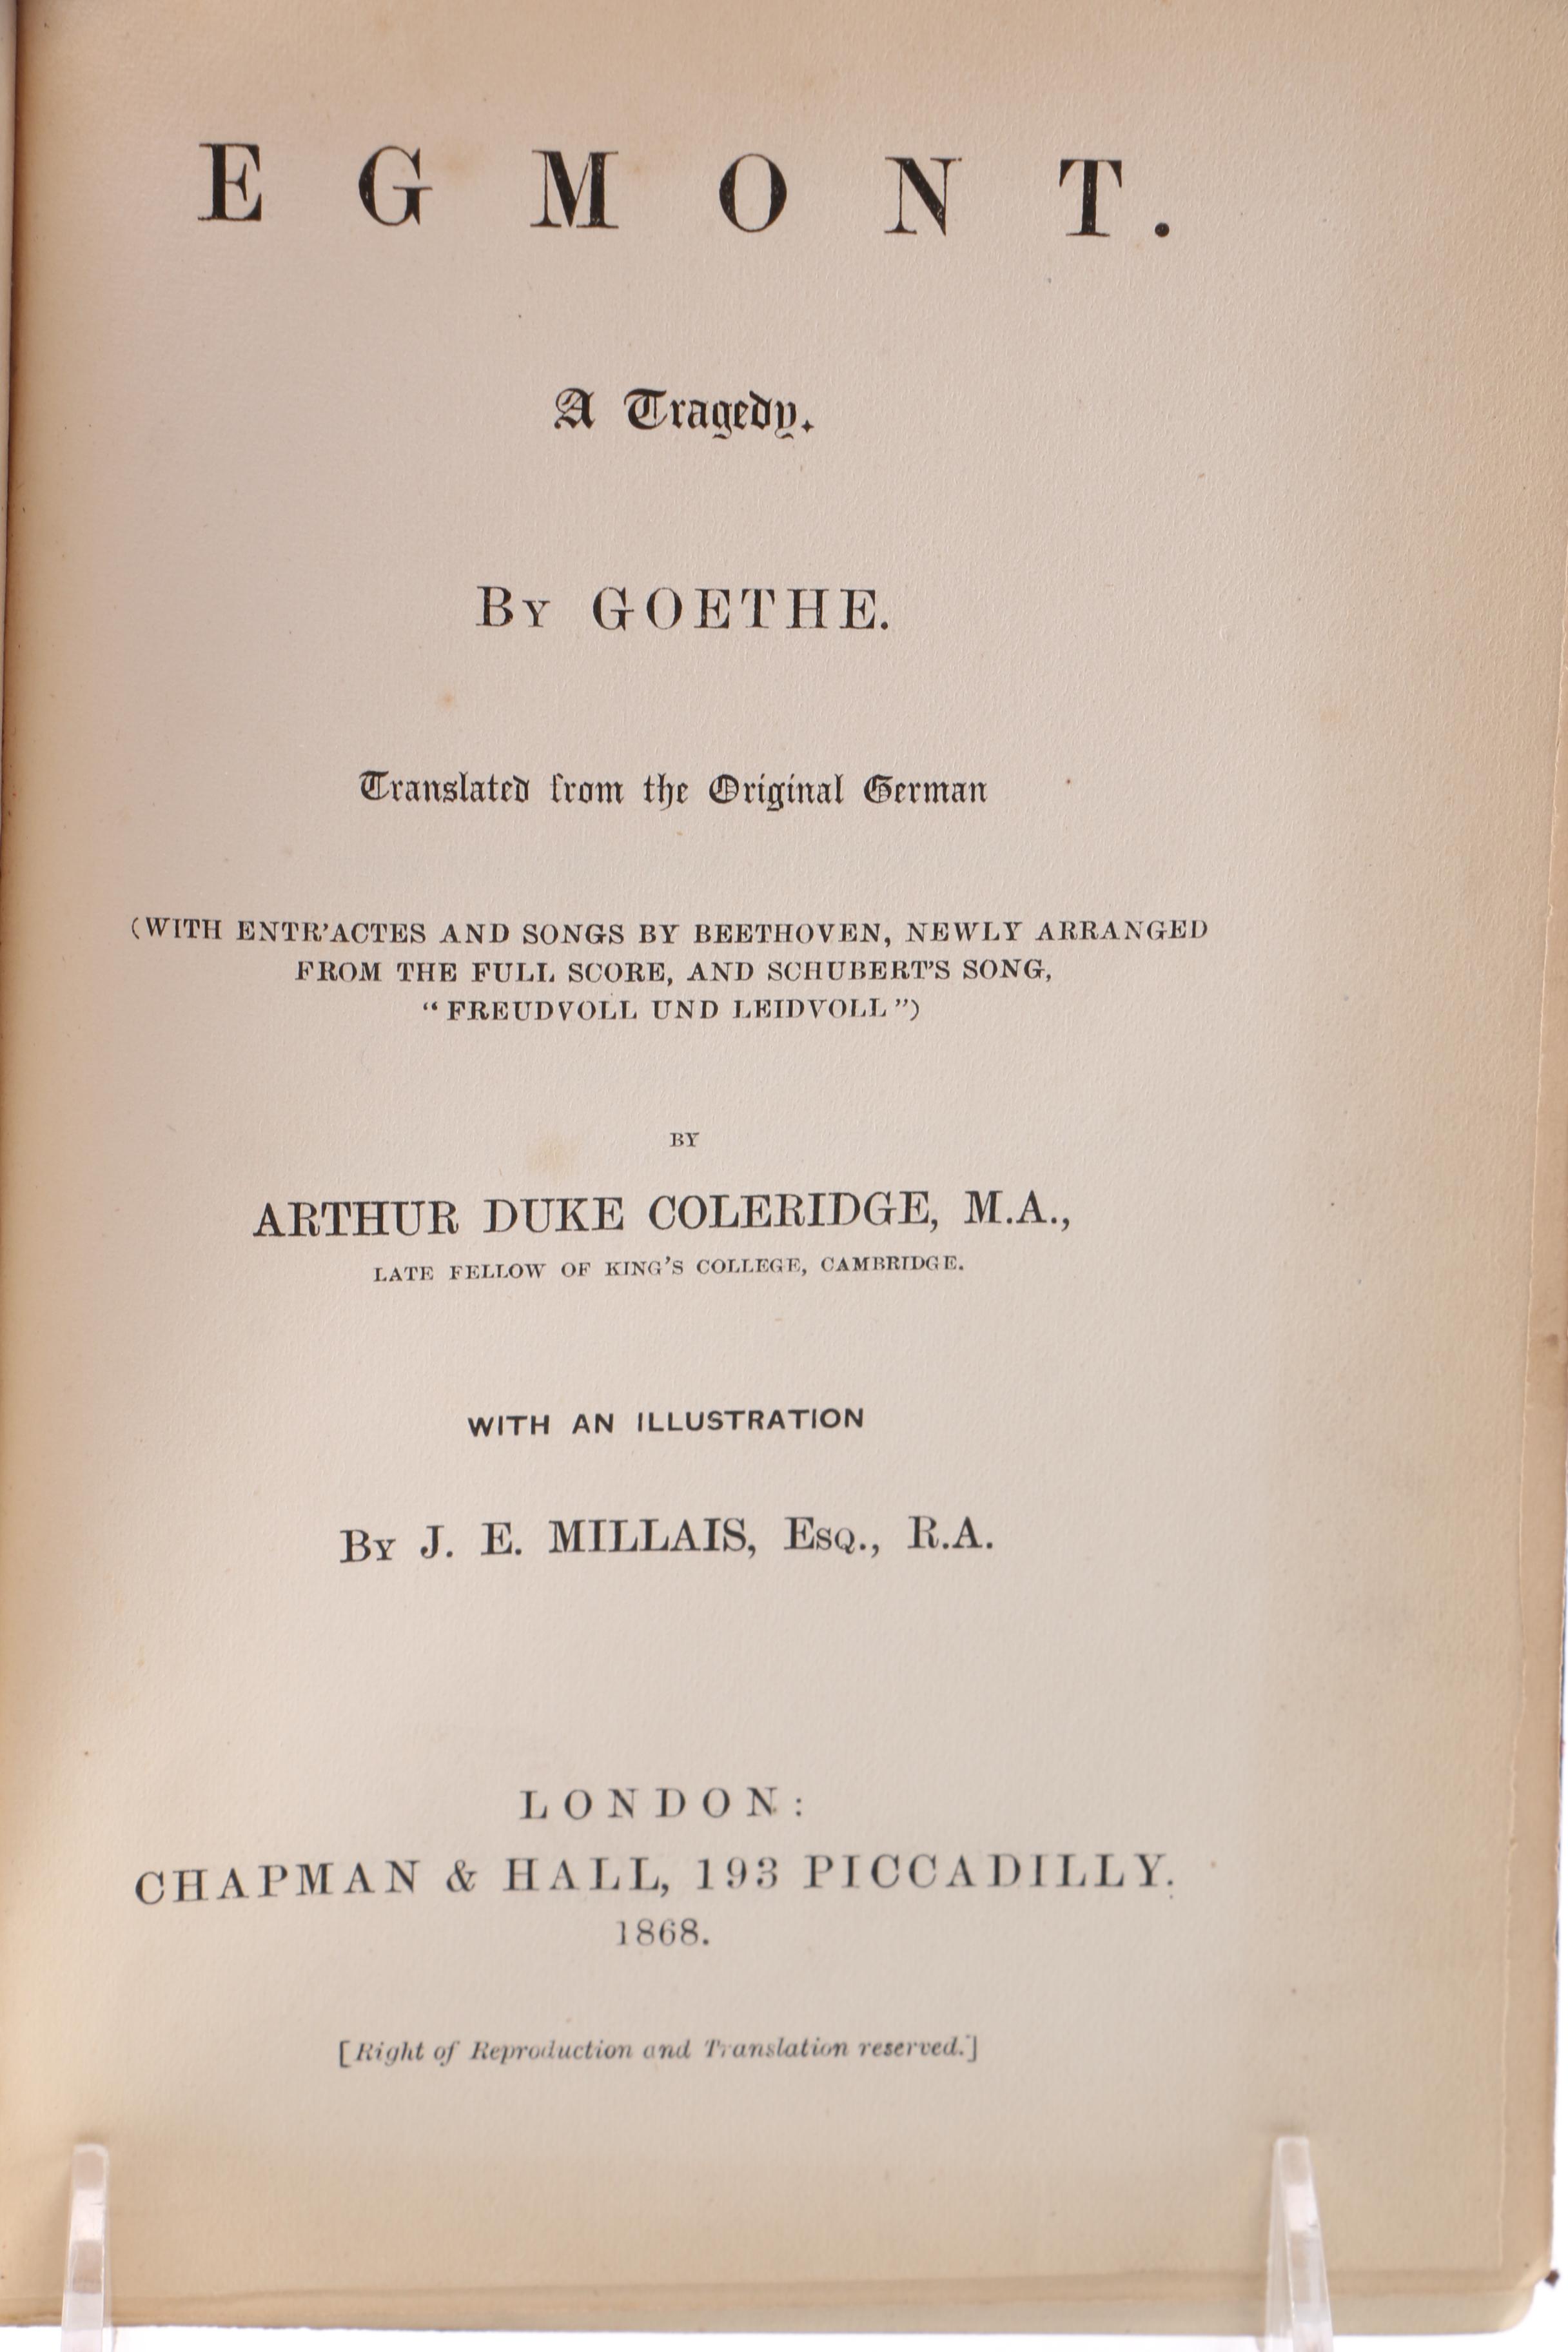 EGMONT.
A Tragedy.
By GOETHE.
Translated from the Original German
(WITH ENTR'ACTES AND SONGS BY BEETHOVEN, NEWLY ARRANGED
FROM THE FULL SCORE, AND SCHUBERT'S SONG,
“FREUDVOLL UND LEIDVOLL”)
BY
ARTHUR DUKE COLERIDGE, M.A.,
LATE FELLOW OF KING'S COLLEGE, CAMBRIDGE.
WITH AN ILLUSTRATION
By J. E. MILLAIS, Esq., R.A.
LONDON:
CHAPMAN & HALL, 193 PICCADILLY.
1868.
[Right of Reproduction and Translation reserved.]